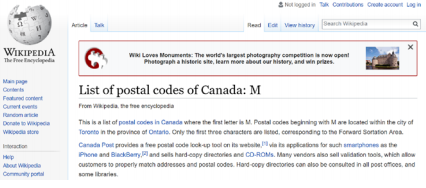 Not logged in Talk Contributions Create account Log in
Article Talk Read Edit View history Search Wikipedia
WIKIPEDIA
The Free Encyclopedia
Wiki Loves Monuments: The world's largest photography competition is now open!
Photograph a historic site, learn more about our history, and win prizes.
Main page
Contents
Featured content
Current events
Random article
Donate to Wikipedia
Wikipedia store
Interaction
Help
About Wikipedia
Community portal
List of postal codes of Canada: M
From Wikipedia, the free encyclopedia
This is a list of postal codes in Canada where the first letter is M. Postal codes beginning with M are located within the city of
Toronto in the province of Ontario. Only the first three characters are listed, corresponding to the Forward Sortation Area.
Canada Post provides a free postal code look-up tool on its website,[1] via its applications for such smartphones as the
iPhone and BlackBerry,[2] and sells hard-copy directories and CD-ROMs. Many vendors also sell validation tools, which allow
customers to properly match addresses and postal codes. Hard-copy directories can also be consulted in all post offices, and
some libraries.